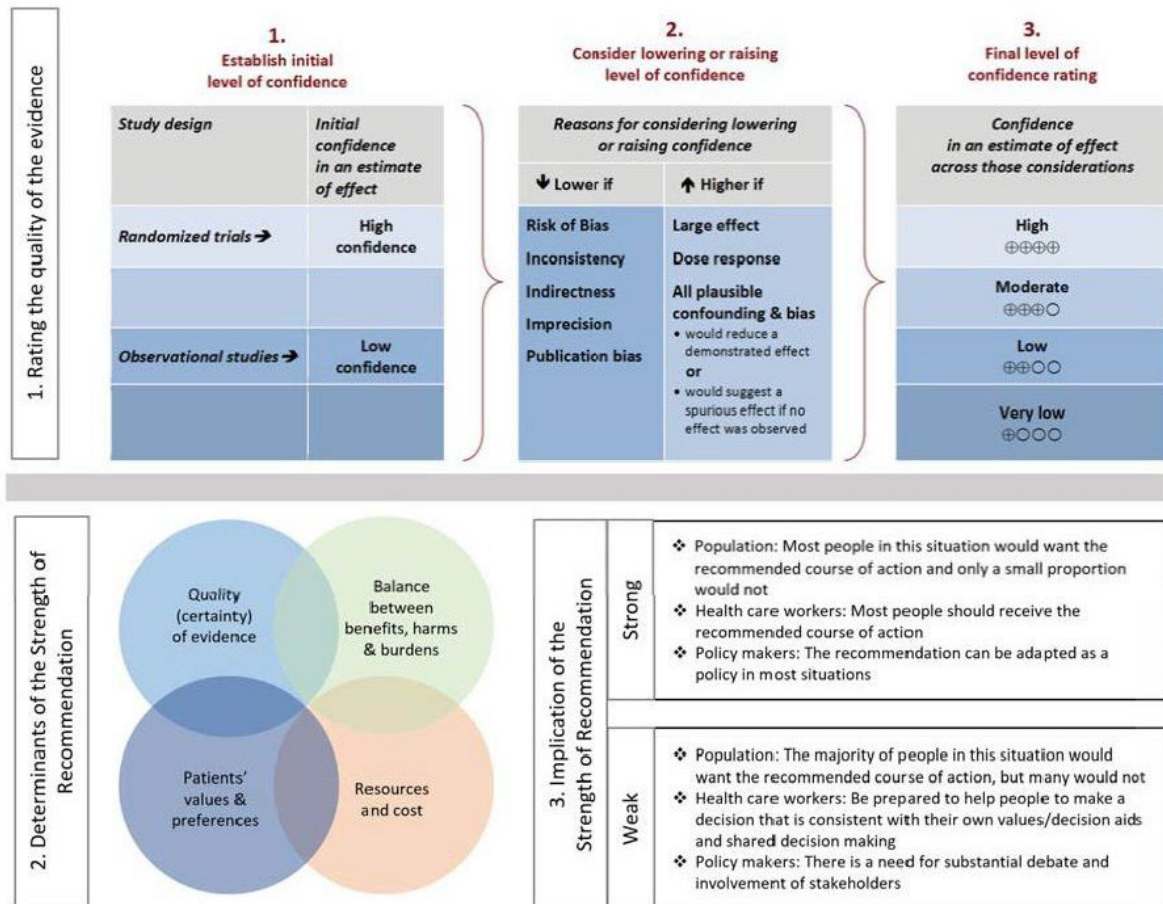 1. Rating the quality of the evidence
1.
Establish initial
level of confidence
Study design
Initial
confidence
in an estimate
of effect
Randomized trials ➔
High
confidence
Observational studies ➔
Low
confidence
2.
Consider lowering or raising
level of confidence
Reasons for considering lowering
or raising confidence
🡻 Lower if
🡹 Higher if
Risk of Bias
Inconsistency
Indirectness
Imprecision
Publication bias
Large effect
Dose response
All plausible
confounding & bias
• would reduce a
demonstrated effect
or
• would suggest a
spurious effect if no
effect was observed
3.
Final level of
confidence rating
Confidence
in an estimate of effect
across those considerations
High
⊕⊕⊕⊕
Moderate
⊕⊕⊕○
Low
⊕⊕○○
Very low
⊕○○○
2. Determinants of the Strength of
Recommendation
Quality
(certainty)
of evidence
Balance
between
benefits, harms
& burdens
Patients'
values &
preferences
Resources
and cost
3. Implication of the
Strength of Recommendation
Strong
❖ Population: Most people in this situation would want the
recommended course of action and only a small proportion
would not
❖ Health care workers: Most people should receive the
recommended course of action
❖ Policy makers: The recommendation can be adapted as a
policy in most situations
Weak
❖ Population: The majority of people in this situation would
want the recommended course of action, but many would not
❖ Health care workers: Be prepared to help people to make a
decision that is consistent with their own values/decision aids
and shared decision making
❖ Policy makers: There is a need for substantial debate and
involvement of stakeholders